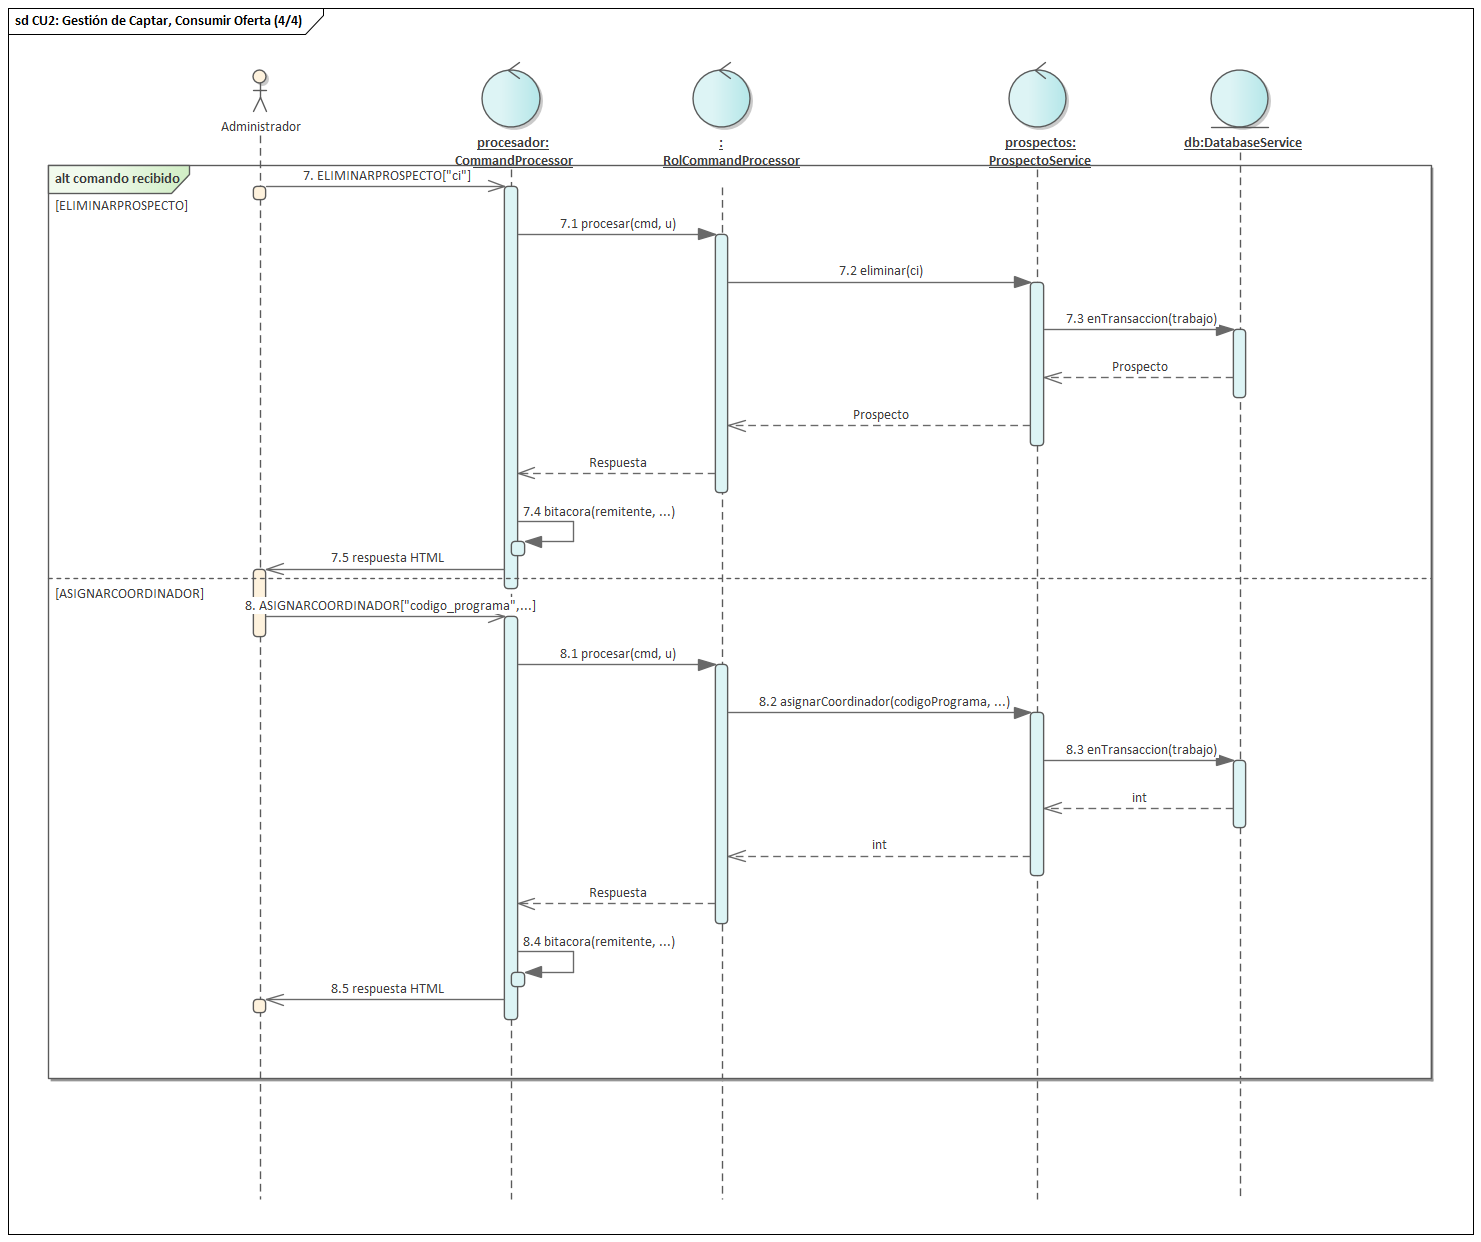 sd CU2: Gestión de Captar, Consumir Oferta (4/4)
Administrador
procesador:
CommandProcessor
:
RolCommandProcessor
prospectos:
ProspectoService
db:DatabaseService
alt comando recibido
[ELIMINARPROSPECTO]
7. ELIMINARPROSPECTO["ci"]
7.1 procesar(cmd, u)
7.2 eliminar(ci)
7.3 enTransaccion(trabajo)
Prospecto
Prospecto
Respuesta
7.4 bitacora(remitente, ...)
7.5 respuesta HTML
[ASIGNARCOORDINADOR]
8. ASIGNARCOORDINADOR["codigo_programa",...]
8.1 procesar(cmd, u)
8.2 asignarCoordinador(codigoPrograma, ...)
8.3 enTransaccion(trabajo)
int
int
Respuesta
8.4 bitacora(remitente, ...)
8.5 respuesta HTML